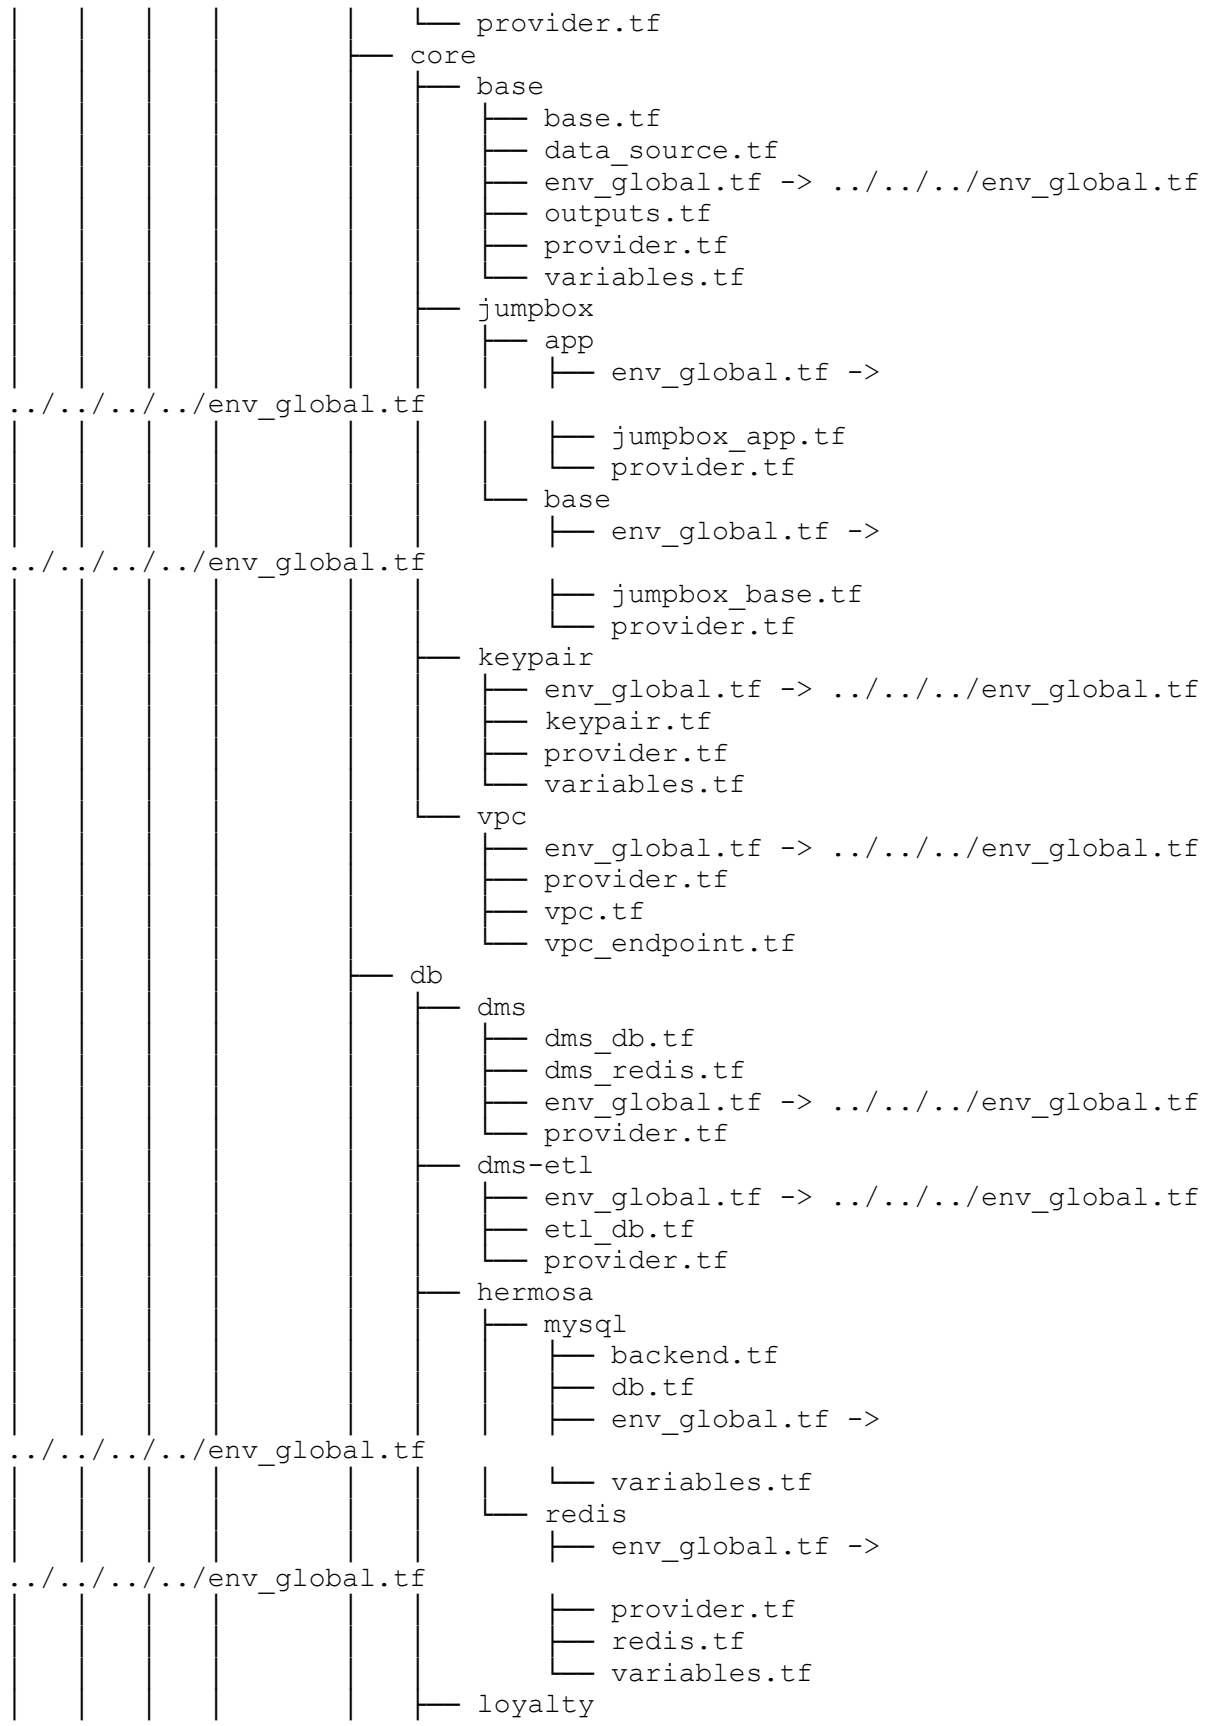 │   │   │   │       │   └── provider.tf
│   │   │   │       ├── core
│   │   │   │       │   ├── base
│   │   │   │       │   │   ├── base.tf
│   │   │   │       │   │   ├── data_source.tf
│   │   │   │       │   │   ├── env_global.tf -> ../../../env_global.tf
│   │   │   │       │   │   ├── outputs.tf
│   │   │   │       │   │   ├── provider.tf
│   │   │   │       │   │   └── variables.tf
│   │   │   │       │   ├── jumpbox
│   │   │   │       │   │   ├── app
│   │   │   │       │   │   │   ├── env_global.tf ->
../../../../env_global.tf
│   │   │   │       │   │   │   ├── jumpbox_app.tf
│   │   │   │       │   │   │   └── provider.tf
│   │   │   │       │   │   └── base
│   │   │   │       │   │       ├── env_global.tf ->
../../../../env_global.tf
│   │   │   │       │   │       ├── jumpbox_base.tf
│   │   │   │       │   │       └── provider.tf
│   │   │   │       │   ├── keypair
│   │   │   │       │   │   ├── env_global.tf -> ../../../env_global.tf
│   │   │   │       │   │   ├── keypair.tf
│   │   │   │       │   │   ├── provider.tf
│   │   │   │       │   │   └── variables.tf
│   │   │   │       │   └── vpc
│   │   │   │       │       ├── env_global.tf -> ../../../env_global.tf
│   │   │   │       │       ├── provider.tf
│   │   │   │       │       ├── vpc.tf
│   │   │   │       │       └── vpc_endpoint.tf
│   │   │   │       ├── db
│   │   │   │       │   ├── dms
│   │   │   │       │   │   ├── dms_db.tf
│   │   │   │       │   │   ├── dms_redis.tf
│   │   │   │       │   │   ├── env_global.tf -> ../../../env_global.tf
│   │   │   │       │   │   └── provider.tf
│   │   │   │       │   ├── dms-etl
│   │   │   │       │   │   ├── env_global.tf -> ../../../env_global.tf
│   │   │   │       │   │   ├── etl_db.tf
│   │   │   │       │   │   └── provider.tf
│   │   │   │       │   ├── hermosa
│   │   │   │       │   │   ├── mysql
│   │   │   │       │   │   │   ├── backend.tf
│   │   │   │       │   │   │   ├── db.tf
│   │   │   │       │   │   │   ├── env_global.tf ->
../../../../env_global.tf
│   │   │   │       │   │   │   └── variables.tf
│   │   │   │       │   │   └── redis
│   │   │   │       │   │       ├── env_global.tf ->
../../../../env_global.tf
│   │   │   │       │   │       ├── provider.tf
│   │   │   │       │   │       ├── redis.tf
│   │   │   │       │   │       └── variables.tf
│   │   │   │       │   ├── loyalty